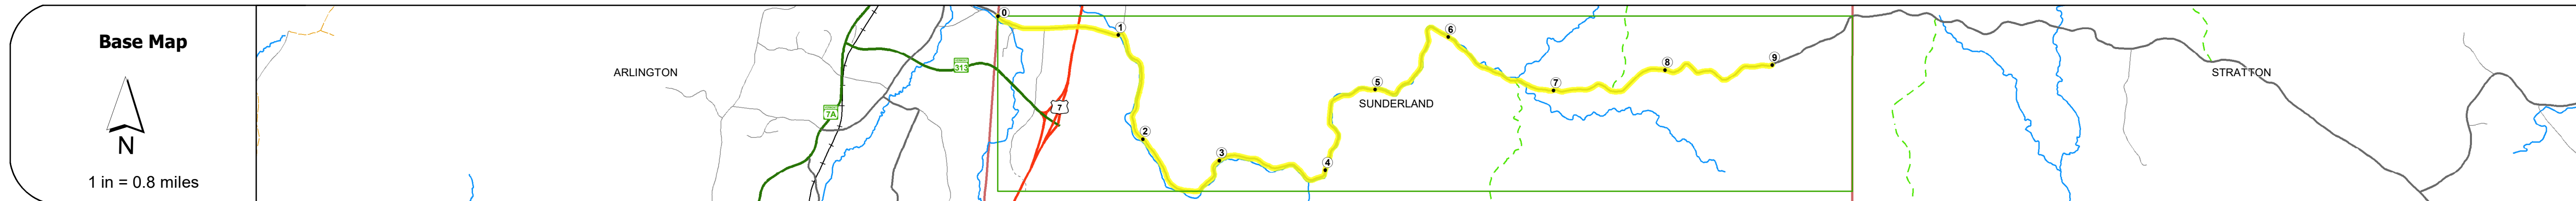 Base Map
N
1 in = 0.8 miles
ARLINGTON
313
7A
7
0
1
2
3
4
5
SUNDERLAND
6
7
8
9
STRATTON